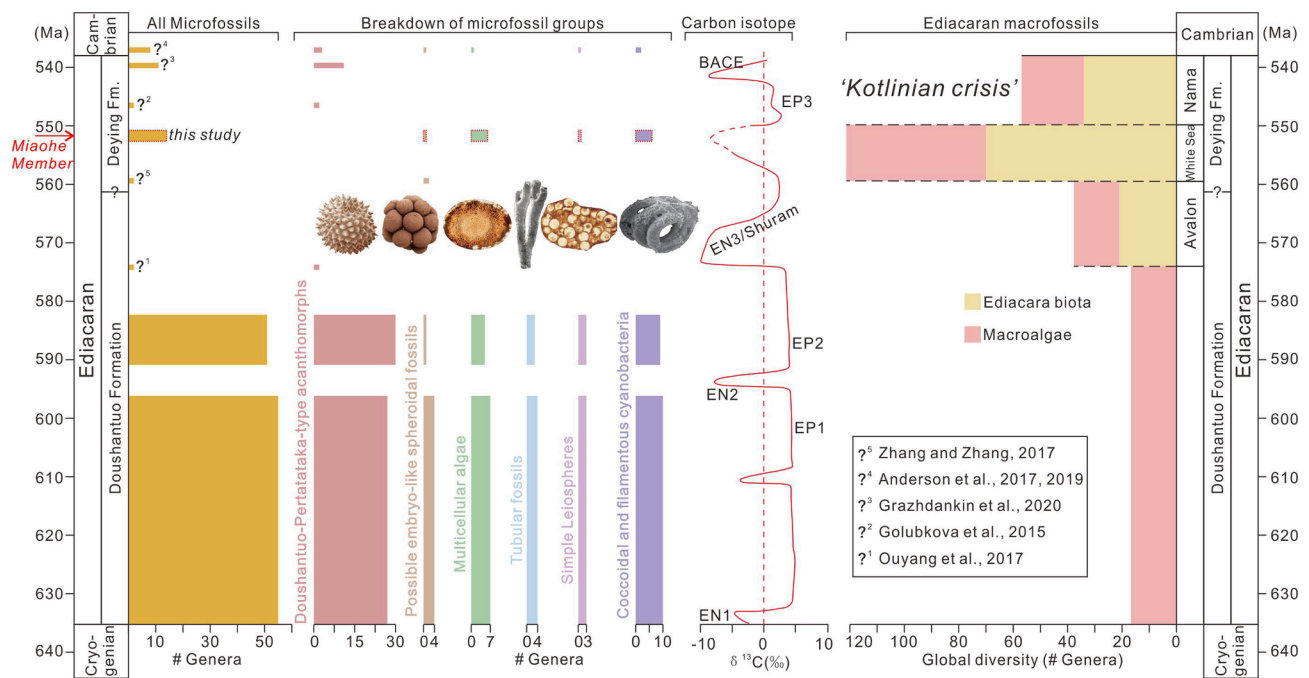 All Microfossils
Breakdown of microfossil groups
Carbon isotope
Ediacaran macrofossils
(Ma)
Cam-
brian
Cambrian
(Ma)
?4
?3
?2
this study
?5
?1
Miaohe
Member
540
550
560
570
580
590
600
610
620
630
640
Ediacaran
Deying Fm.
?
Doushantuo Formation
Cryo-
genian
Doushantuo-Pertatataka-type acanthomorphs
Possible embryo-like spheroidal fossils
Multicellular algae
Tubular fossils
Simple Leiospheres
Coccoidal and filamentous cyanobacteria
BACE
EP3
EN3/Shuram
EP2
EN2
EP1
EN1
'Kotlinian crisis'
Ediacara biota
Macroalgae
?5 Zhang and Zhang, 2017
?4 Anderson et al., 2017, 2019
?3 Grazhdankin et al., 2020
?2 Golubkova et al., 2015
?1 Ouyang et al., 2017
Nama
White Sea
Avalon
Deying Fm.
?
Doushantuo Formation
Ediacaran
Cryo-
genian
540
550
560
570
580
590
600
610
620
630
640
10 30 50
# Genera
0 15 30
04
0 7
04
03
0 10
# Genera
-10 0 10
δ 13C(‰)
120 100 80 60 40 20 0
Global diversity (# Genera)